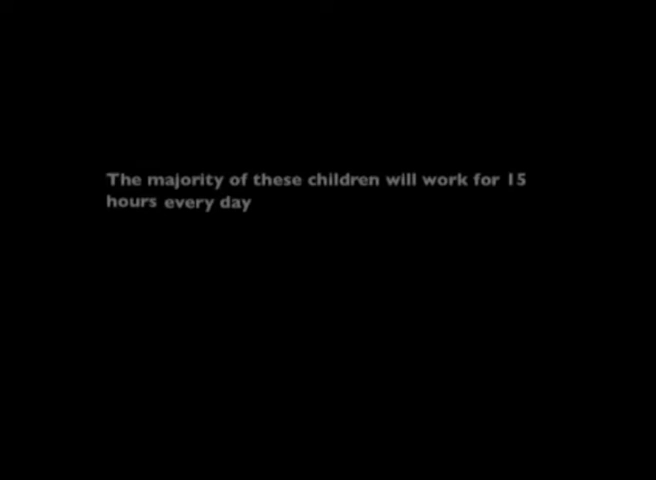 The majority of these children will work for 15
hours every day